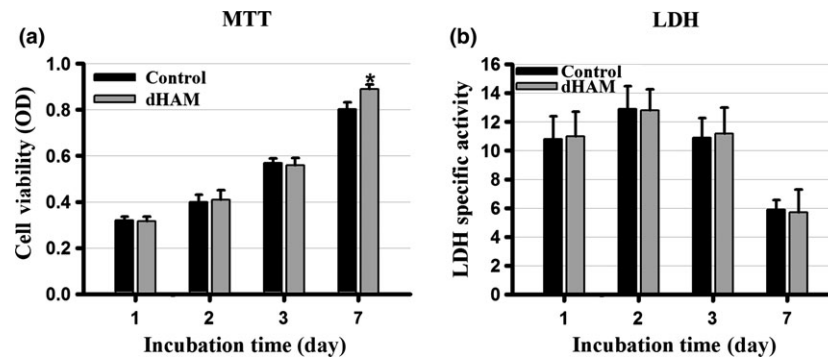 MTT
(a)
Cell viability (OD)
1.0
0.8
0.6
0.4
0.2
0.0
Control
dHAM
*
1 2 3 7
Incubation time (day)
LDH
(b)
LDH specific activity
16
14
12
10
8
6
4
2
0
Control
dHAM
1 2 3 7
Incubation time (day)